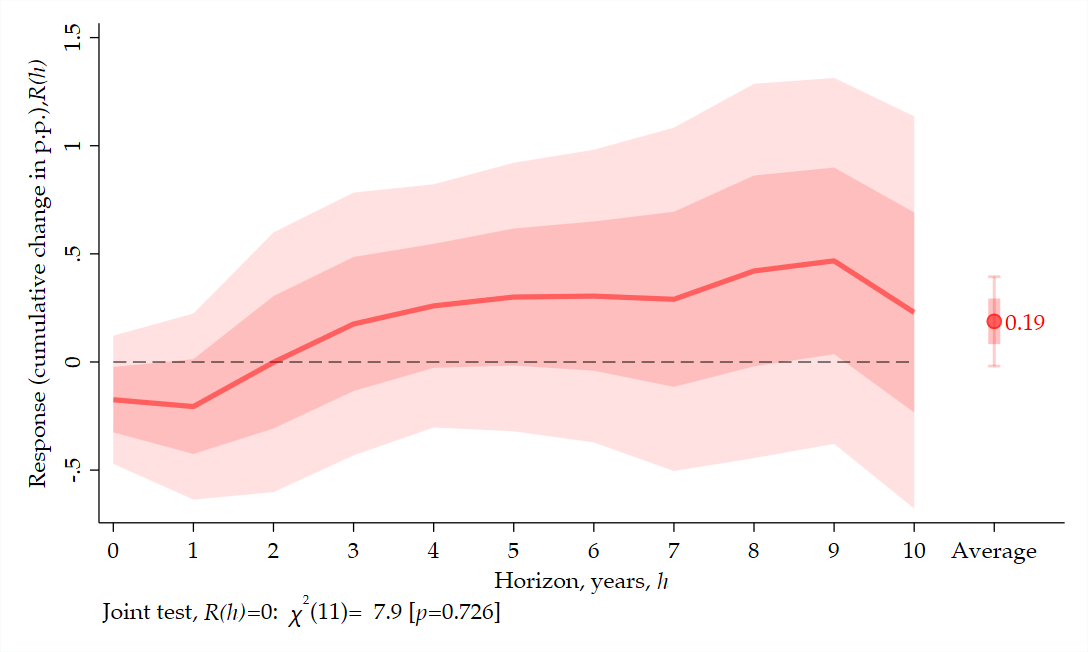 Response (cumulative change in p.p.),R(h)
1.5
1
.5
0
-.5
0.19
0 1 2 3 4 5 6 7 8 9 10 Average
Horizon, years, h
Joint test, R(h)=0: χ²(11)= 7.9 [p=0.726]